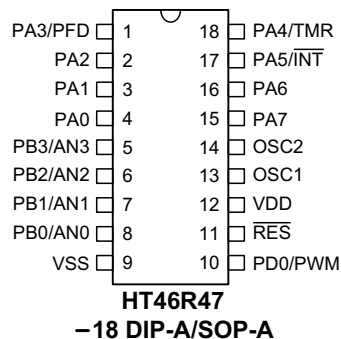 PA3/PFD 1 18 PA4/TMR
PA2 2 17 PA5/INT
PA1 3 16 PA6
PA0 4 15 PA7
PB3/AN3 5 14 OSC2
PB2/AN2 6 13 OSC1
PB1/AN1 7 12 VDD
PB0/AN0 8 11 RES
VSS 9 10 PD0/PWM
HT46R47
–18 DIP-A/SOP-A